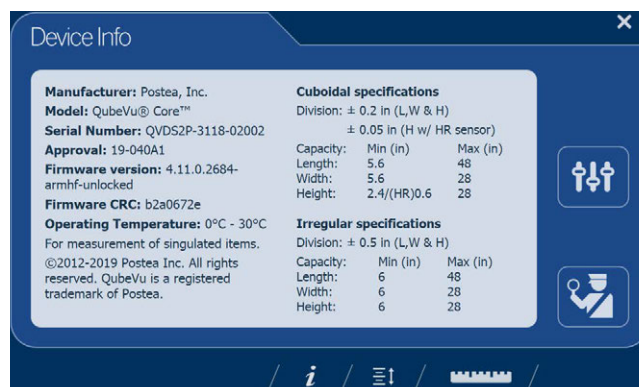 Device Info
Manufacturer: Postea, Inc.
Model: QubeVu® Core™
Serial Number: QVDS2P-3118-02002
Approval: 19-040A1
Firmware version: 4.11.0.2684-
armhf-unlocked
Firmware CRC: b2a0672e
Operating Temperature: 0°C - 30°C
For measurement of singulated items.
©2012-2019 Postea Inc. All rights
reserved. QubeVu is a registered
trademark of Postea.
Cuboidal specifications
Division: ± 0.2 in (L,W & H)
± 0.05 in (H w/ HR sensor)
Capacity: Min (in) Max (in)
Length: 5.6 48
Width: 5.6 28
Height: 2.4/(HR)0.6 28
Irregular specifications
Division: ± 0.5 in (L,W & H)
Capacity: Min (in) Max (in)
Length: 6 48
Width: 6 28
Height: 6 28